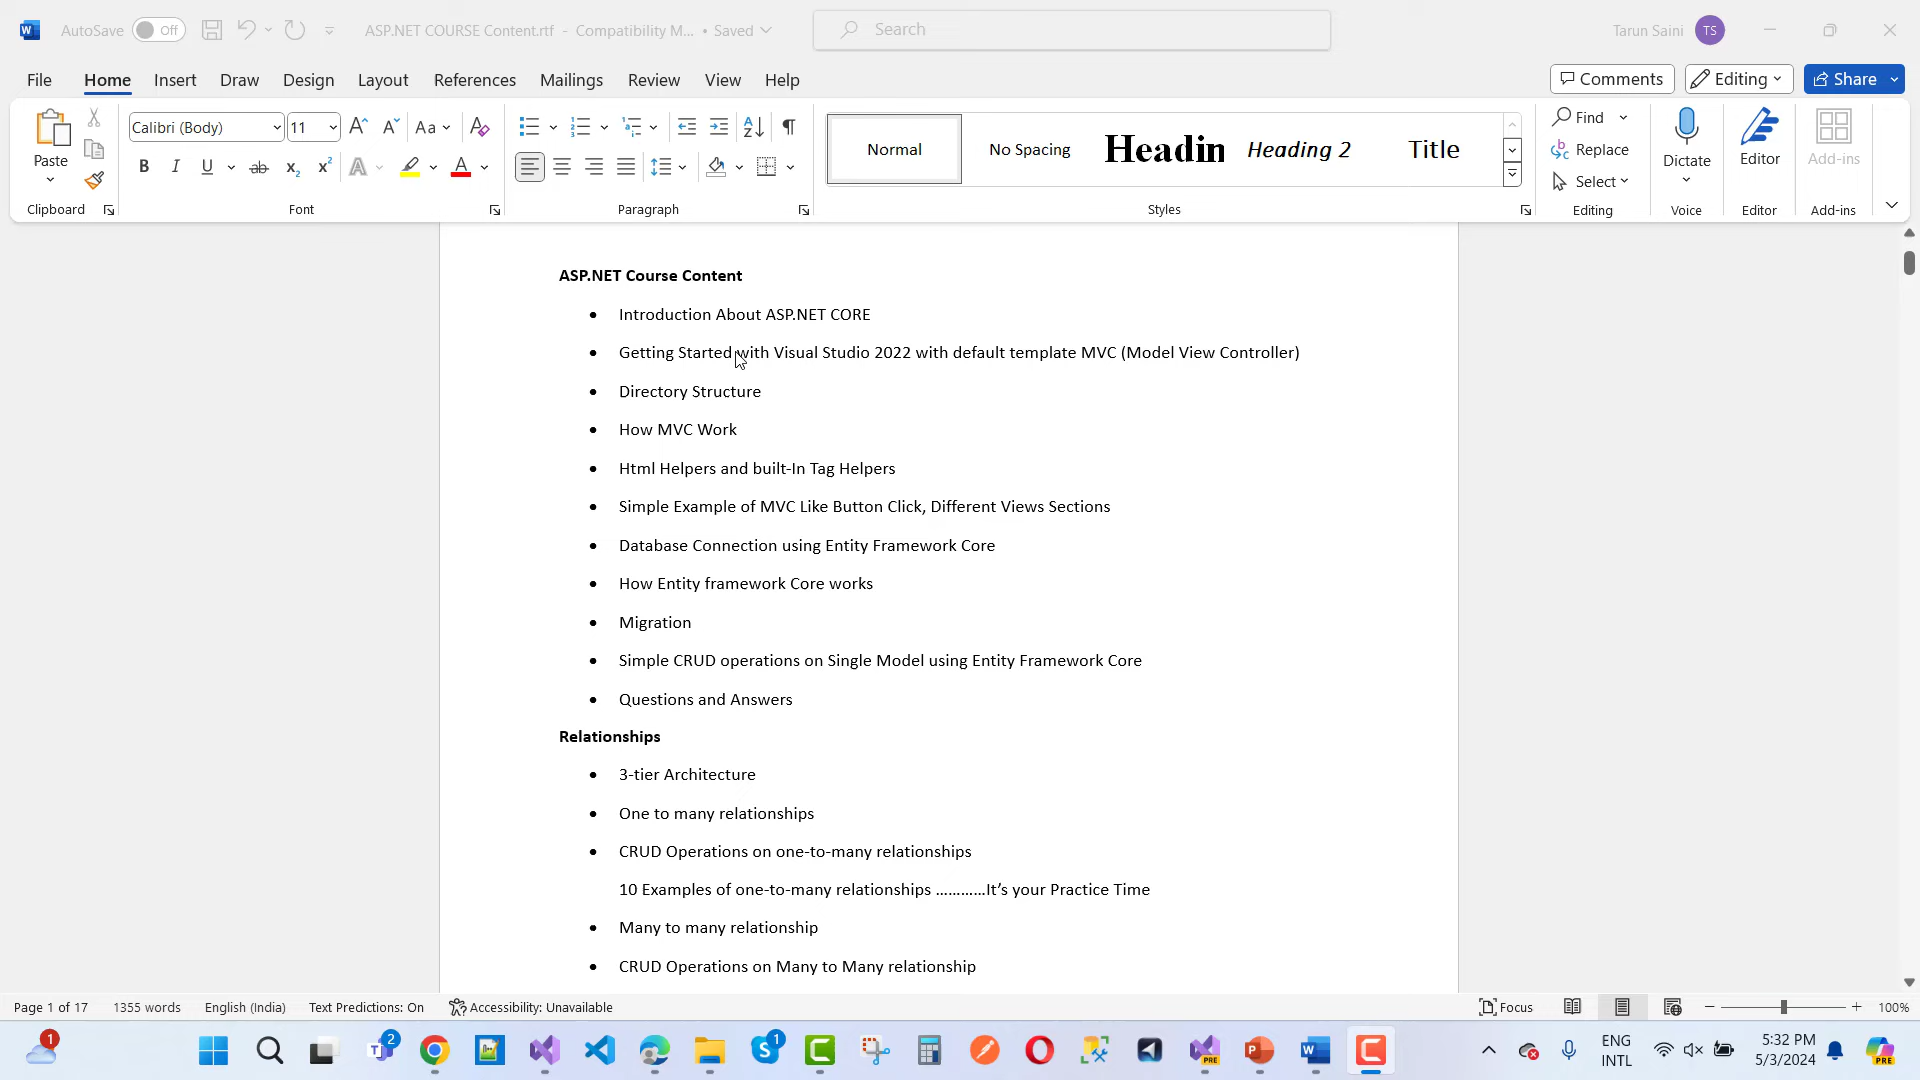 AutoSave Off ASP.NET COURSE Content.rtf - Compatibility M... • Saved Search Tarun Saini TS
File Home Insert Draw Design Layout References Mailings Review View Help Comments Editing Share
Calibri (Body) 11 Aa Normal No Spacing Headin Heading 2 Title Find
Paste Replace Dictate Editor Add-ins
B I U ab x₂ x² A A Select
Clipboard Font Paragraph Styles Editing Voice Editor Add-ins
ASP.NET Course Content
• Introduction About ASP.NET CORE
• Getting Started with Visual Studio 2022 with default template MVC (Model View Controller)
• Directory Structure
• How MVC Work
• Html Helpers and built-In Tag Helpers
• Simple Example of MVC Like Button Click, Different Views Sections
• Database Connection using Entity Framework Core
• How Entity framework Core works
• Migration
• Simple CRUD operations on Single Model using Entity Framework Core
• Questions and Answers
Relationships
• 3-tier Architecture
• One to many relationships
• CRUD Operations on one-to-many relationships
10 Examples of one-to-many relationships …………It’s your Practice Time
• Many to many relationship
• CRUD Operations on Many to Many relationship
Page 1 of 17 1355 words English (India) Text Predictions: On Accessibility: Unavailable Focus 100%
1 2 1 PRE ENG 5:32 PM PRE
INTL 5/3/2024